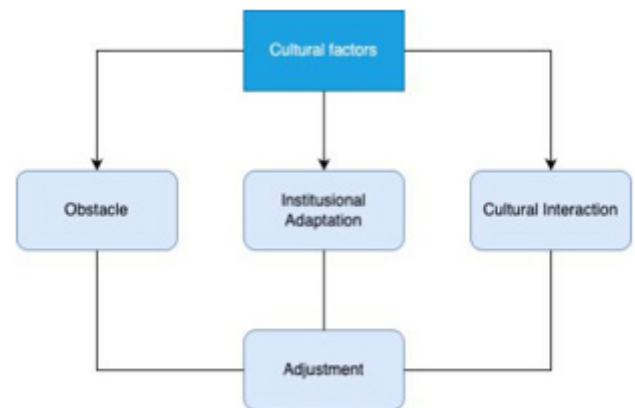 Cultural factors
Obstacle
Institusional
Adaptation
Cultural Interaction
Adjustment